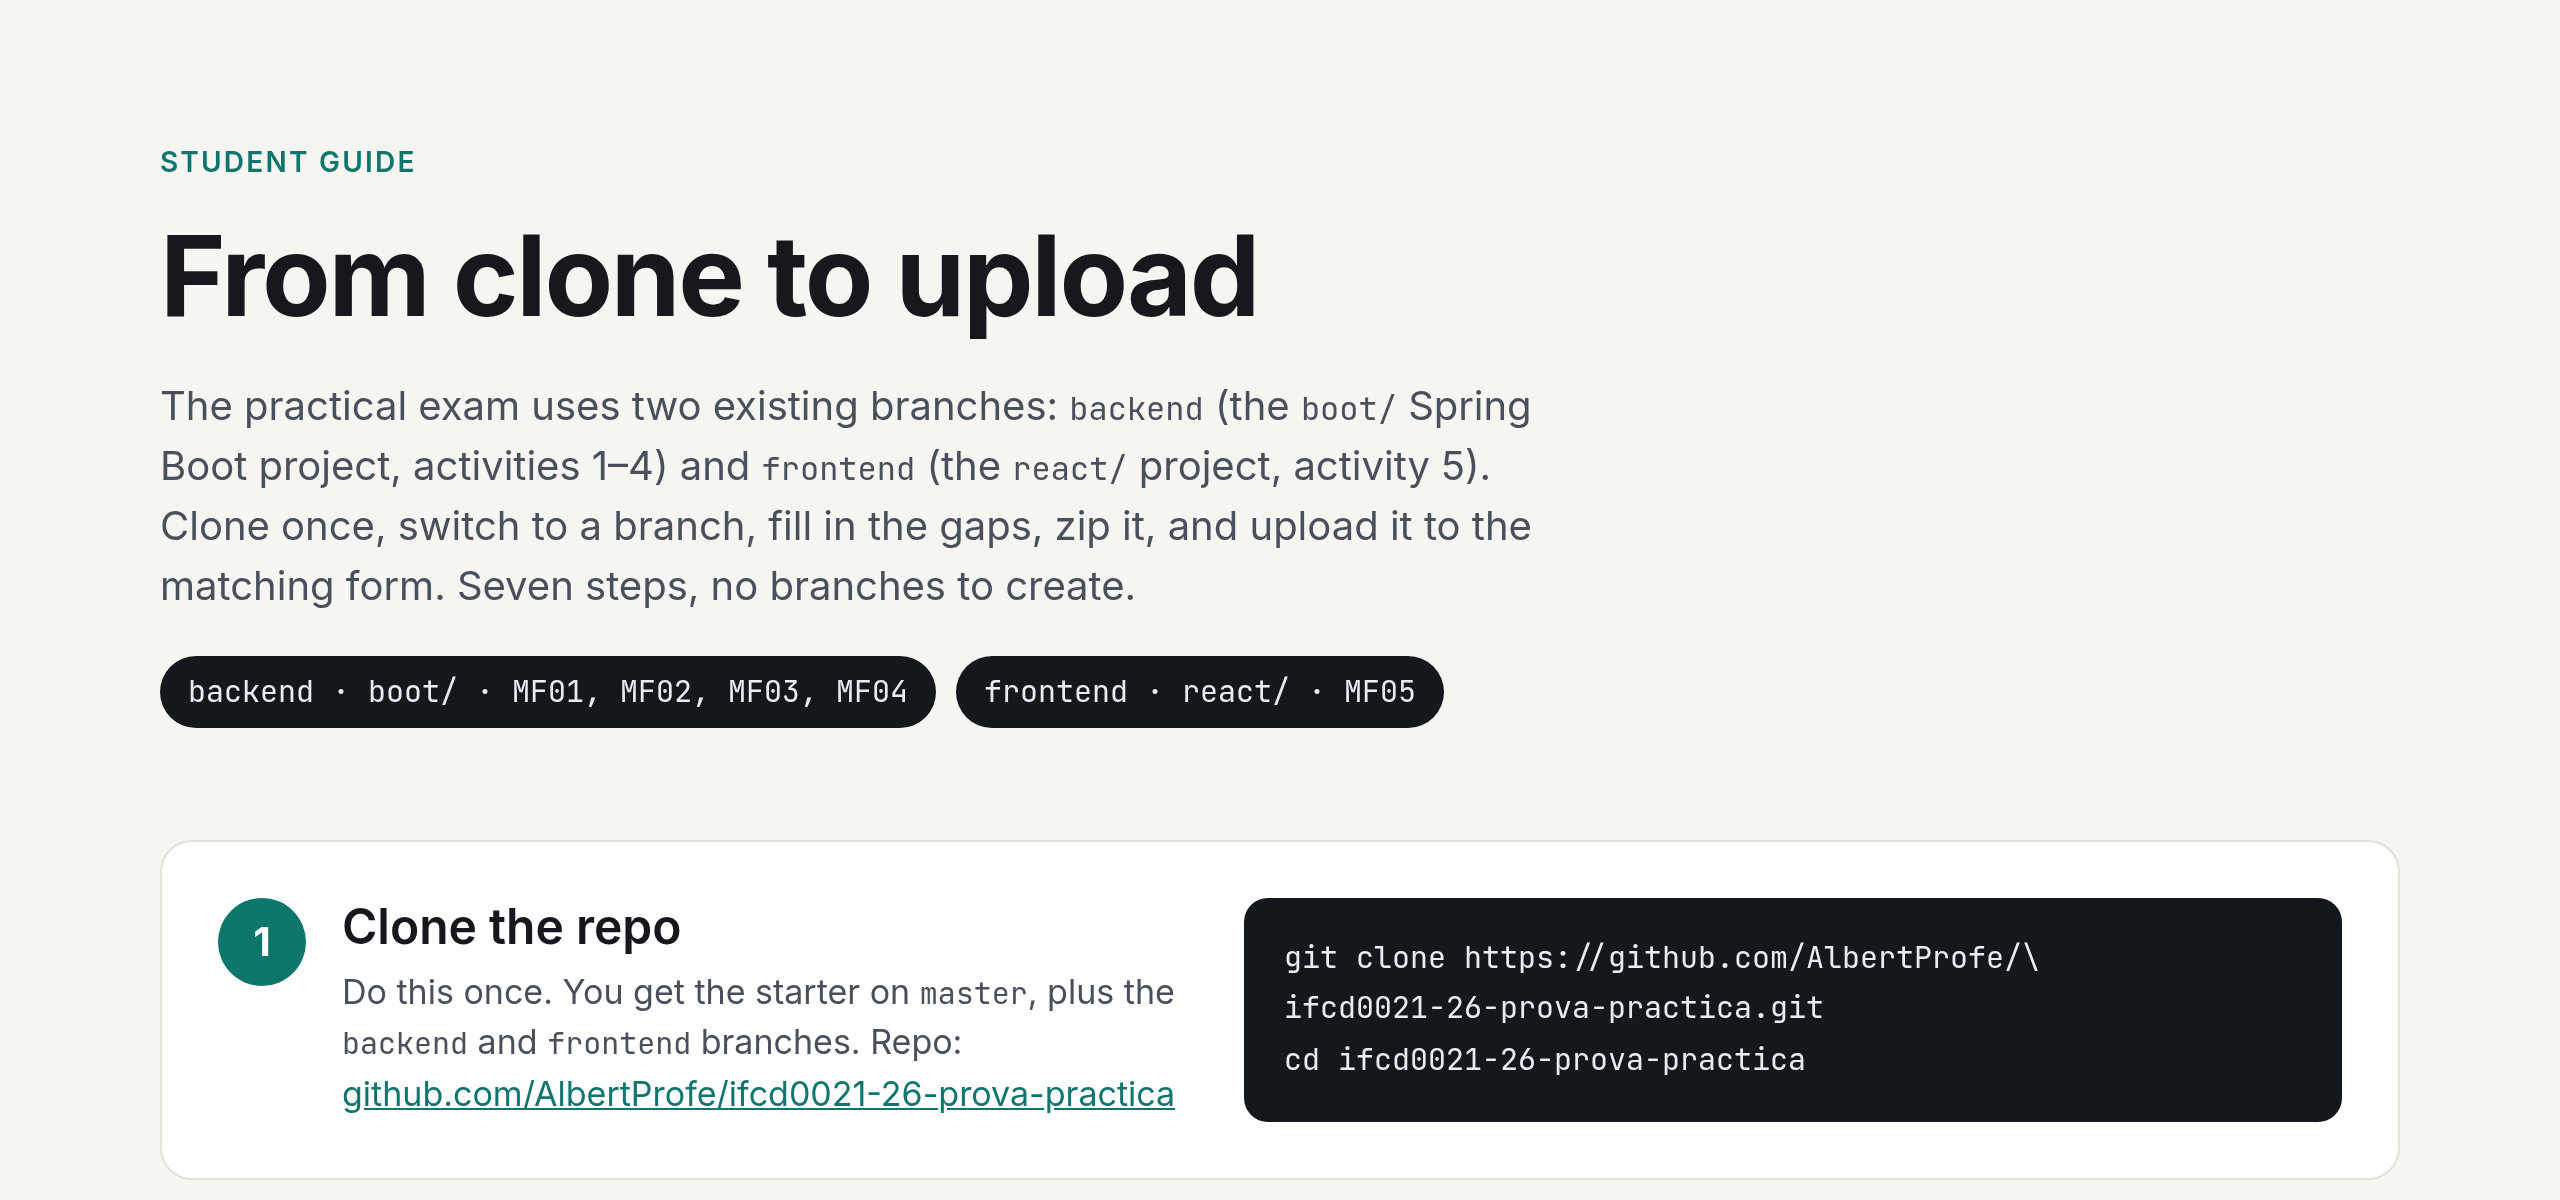 STUDENT GUIDE
From clone to upload
The practical exam uses two existing branches: backend (the boot/ Spring
Boot project, activities 1–4) and frontend (the react/ project, activity 5).
Clone once, switch to a branch, fill in the gaps, zip it, and upload it to the
matching form. Seven steps, no branches to create.
backend · boot/ · MF01, MF02, MF03, MF04
frontend · react/ · MF05
1
Clone the repo
Do this once. You get the starter on master, plus the
backend and frontend branches. Repo:
github.com/AlbertProfe/ifcd0021-26-prova-practica
git clone https://github.com/AlbertProfe/\
ifcd0021-26-prova-practica.git
cd ifcd0021-26-prova-practica